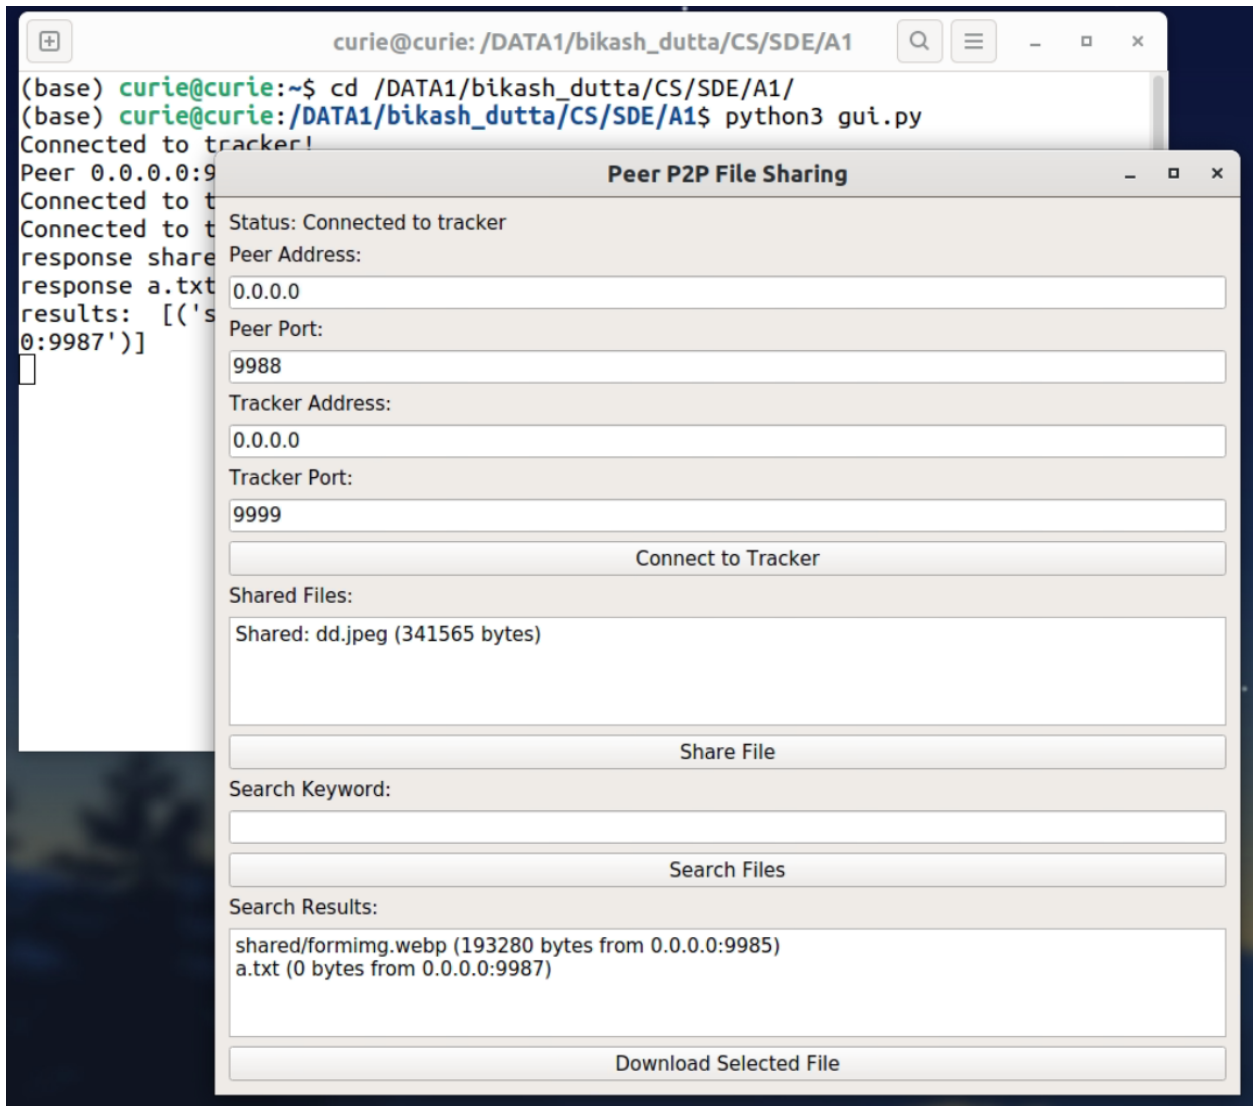 curie@curie: /DATA1/bikash_dutta/CS/SDE/A1
(base) curie@curie:~$ cd /DATA1/bikash_dutta/CS/SDE/A1/
(base) curie@curie:/DATA1/bikash_dutta/CS/SDE/A1$ python3 gui.py
Connected to tracker!
Peer 0.0.0.0:9
Connected to t
Connected to t
response share
response a.txt
results:  [('s
0:9987')]
Peer P2P File Sharing
Status: Connected to tracker
Peer Address:
0.0.0.0
Peer Port:
9988
Tracker Address:
0.0.0.0
Tracker Port:
9999
Connect to Tracker
Shared Files:
Shared: dd.jpeg (341565 bytes)
Share File
Search Keyword:
Search Files
Search Results:
shared/formimg.webp (193280 bytes from 0.0.0.0:9985)
a.txt (0 bytes from 0.0.0.0:9987)
Download Selected File